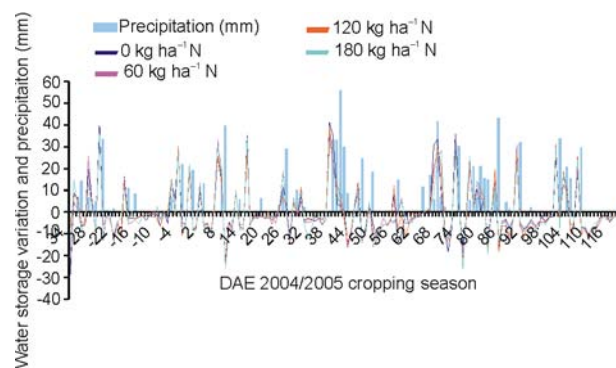 Precipitation (mm)
0 kg ha⁻¹ N
60 kg ha⁻¹ N
120 kg ha⁻¹ N
180 kg ha⁻¹ N
Water storage variation and precipitaiton (mm)
60
50
40
30
20
10
0
-10
-20
-30
-40
-34 -28 -22 -16 -10 -4 2 8 14 20 26 32 38 44 50 56 62 68 74 80 86 92 98 104 110 116
DAE 2004/2005 cropping season